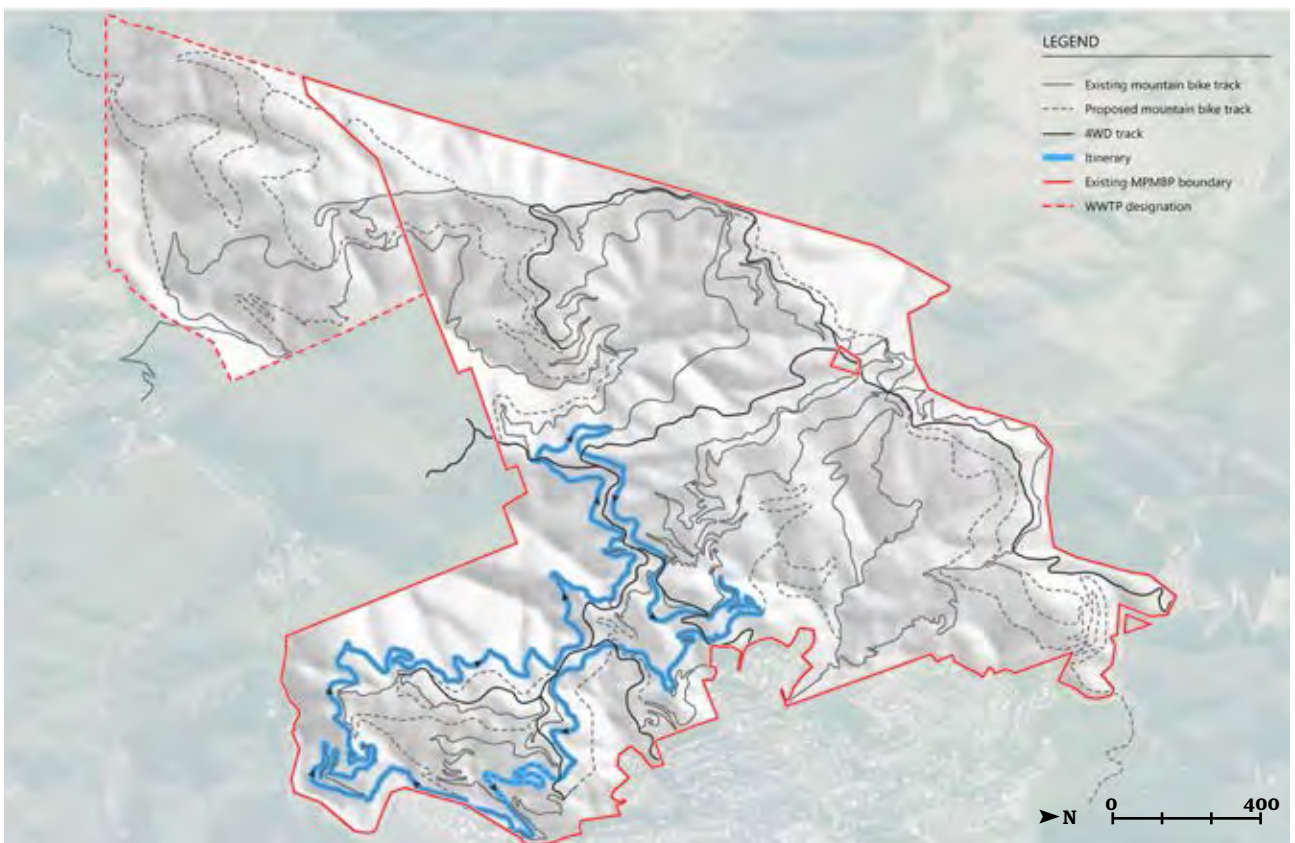 LEGEND
Existing mountain bike track
Proposed mountain bike track
4WD track
Itinerary
Existing MPMBP boundary
WWTP designation
N 0 400